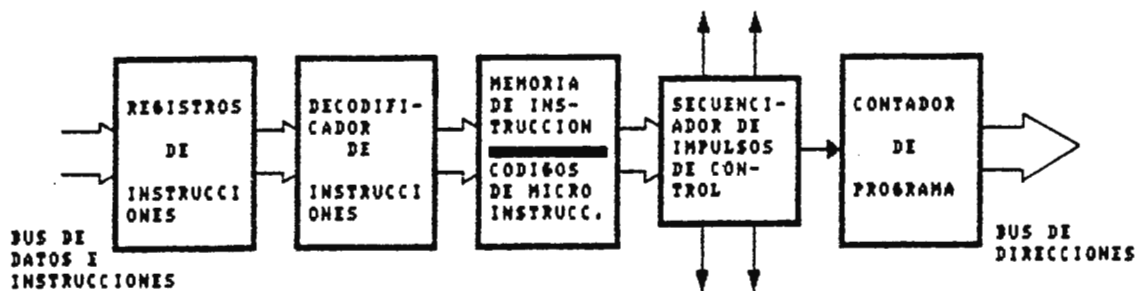 REGISTROS
DE
INSTRUCCI
ONES
DECODIFI-
CADOR
DE
INSTRUCCI
ONES
MEMORIA
DE INS-
TRUCCION
CODIGOS
DE MICRO
INSTRUCC.
SECUENCI-
ADOR DE
IMPULSOS
DE CON-
TROL
CONTADOR
DE
PROGRAMA
BUS DE
DATOS E
INSTRUCCIONES
BUS DE
DIRECCIONES